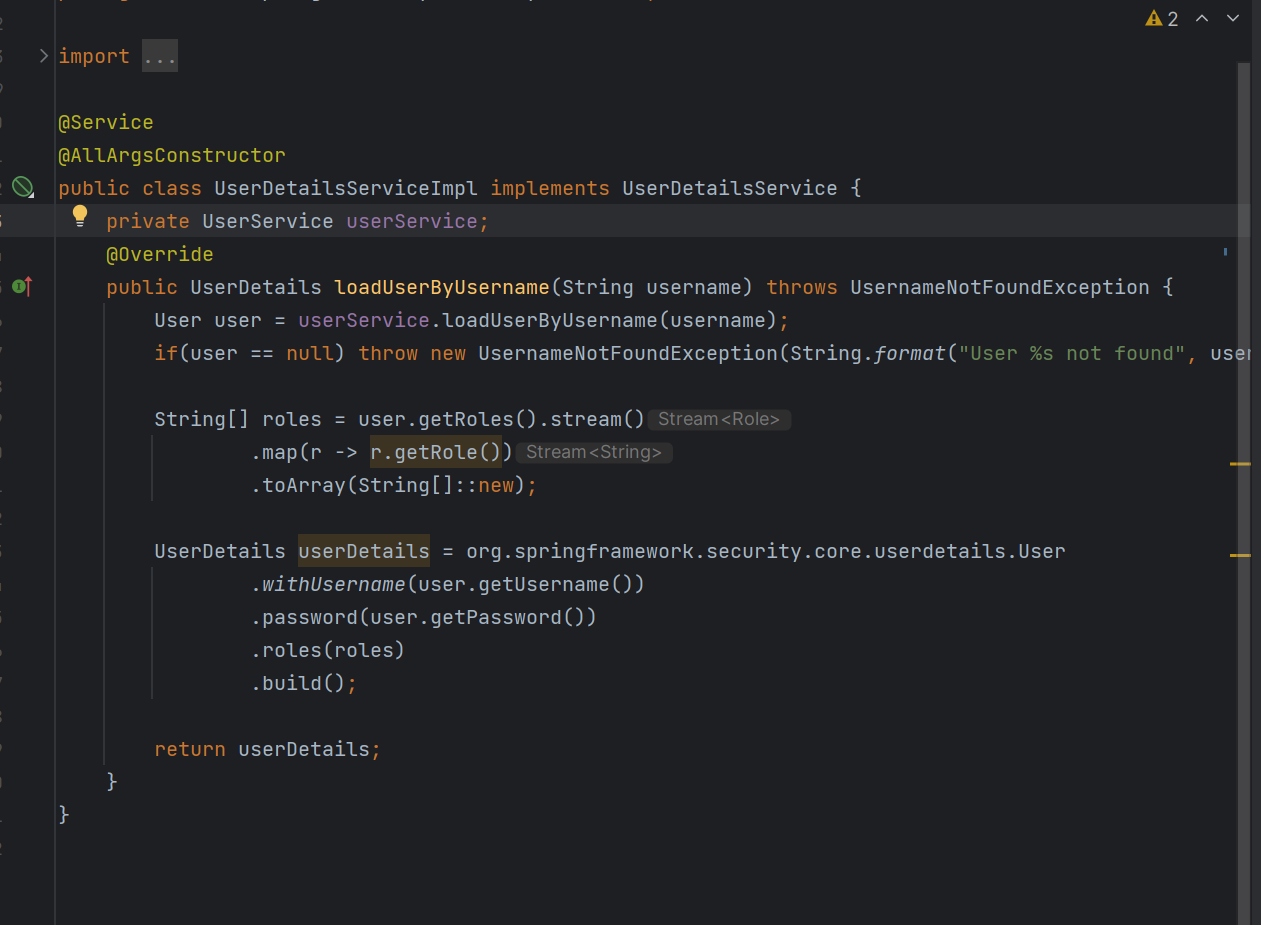 2
import ...
@Service
@AllArgsConstructor
public class UserDetailsServiceImpl implements UserDetailsService {
private UserService userService;
@Override
public UserDetails loadUserByUsername(String username) throws UsernameNotFoundException {
User user = userService.loadUserByUsername(username);
if(user == null) throw new UsernameNotFoundException(String.format("User %s not found",
String[] roles = user.getRoles().stream() Stream<Role>
.map(r -> r.getRole()) Stream<String>
.toArray(String[]::new);
UserDetails userDetails = org.springframework.security.core.userdetails.User
.withUsername(user.getUsername())
.password(user.getPassword())
.roles(roles)
.build();
return userDetails;
}
}